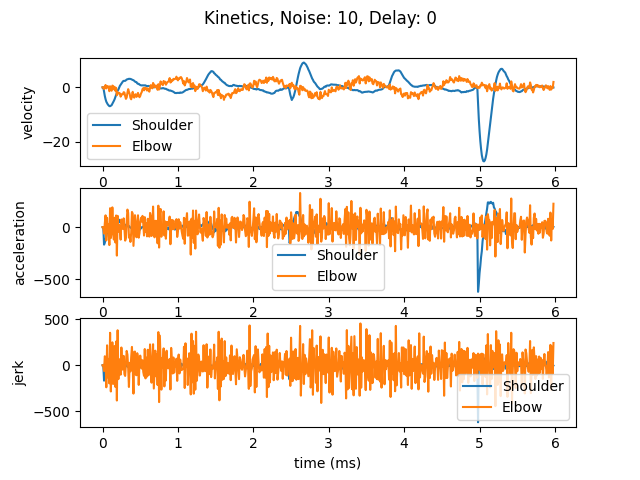 Kinetics, Noise: 10, Delay: 0
velocity
0
−20
Shoulder
Elbow
0 1 2 3 4 5 6
acceleration
0
−500
Shoulder
Elbow
0 1 2 3 4 5 6
jerk
500
0
−500
Shoulder
Elbow
0 1 2 3 4 5 6
time (ms)